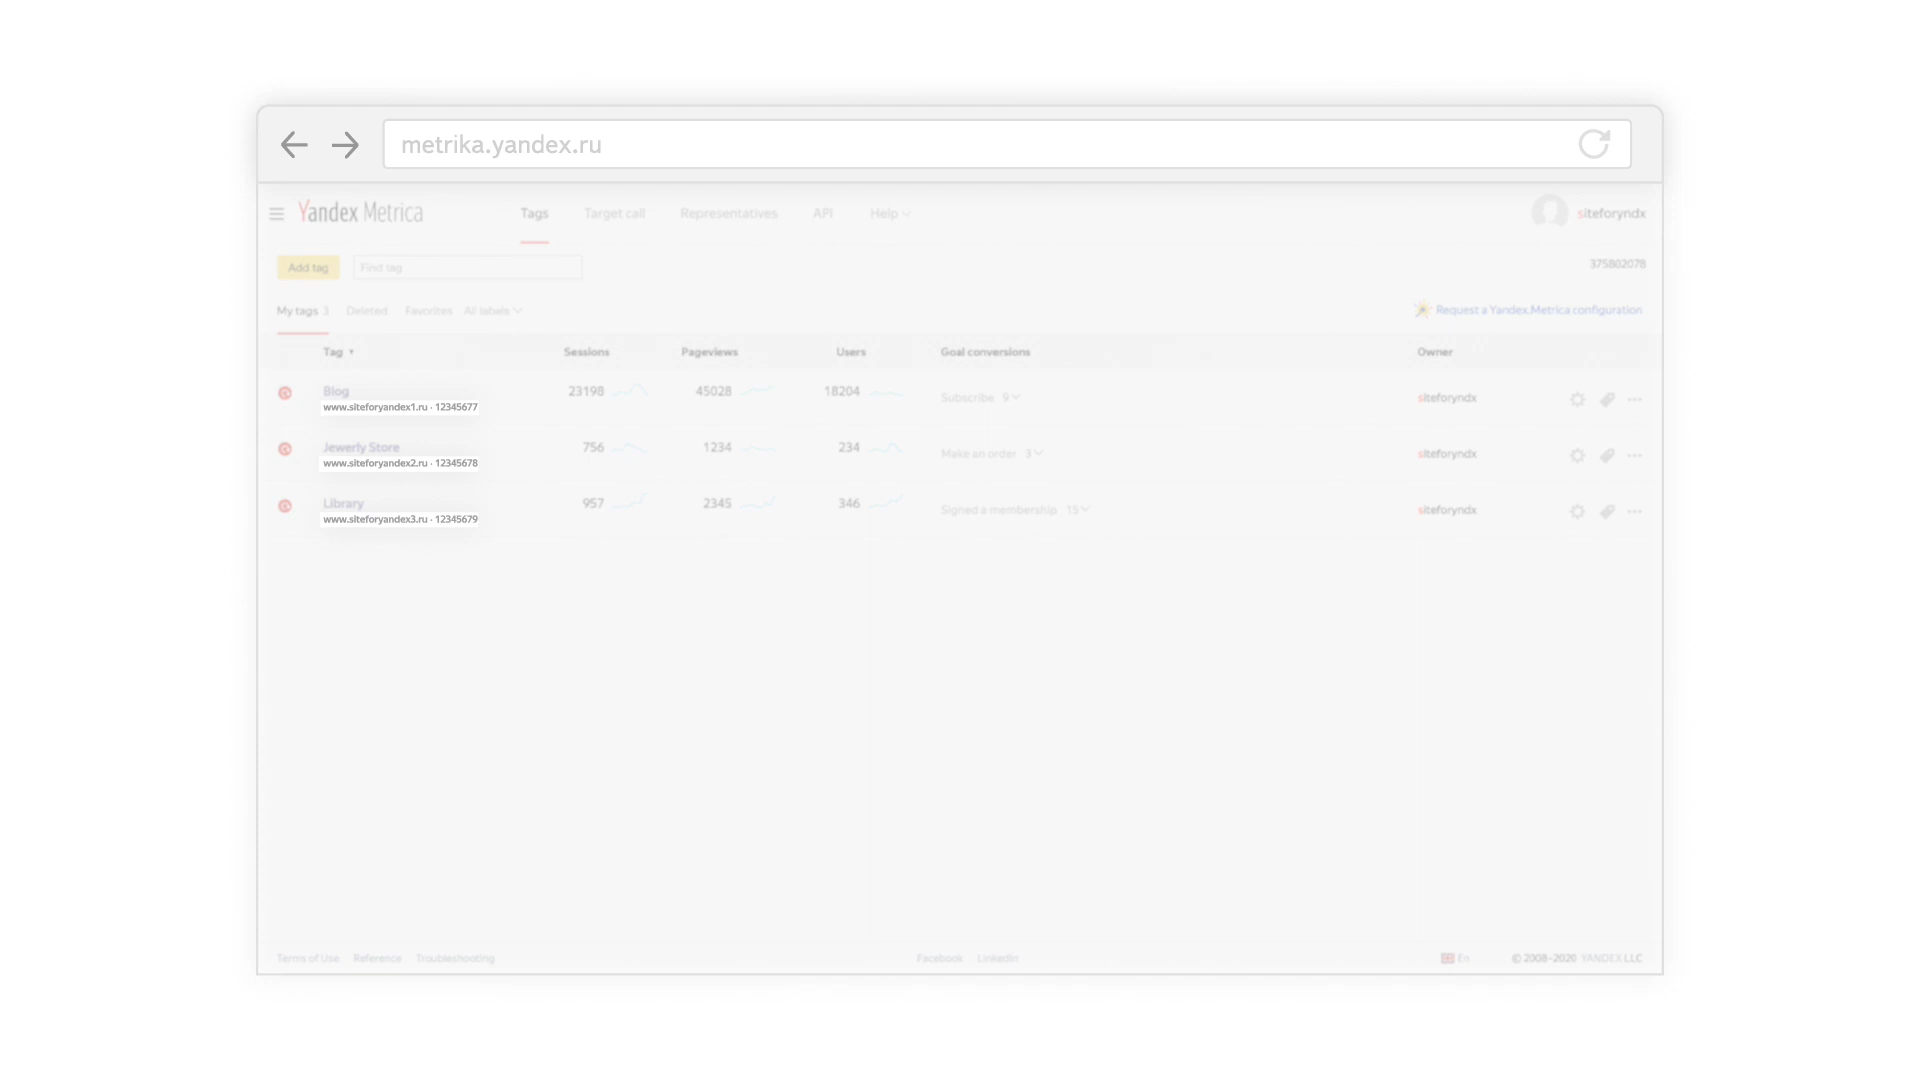 metrika.yandex.ru
Yandex Metrica Tags Target call Representatives API Help siteforyndx
Add tag Find tag 375802078
My tags 3 Deleted Favorites All labels Request a Yandex.Metrica configuration
Tag Sessions Pageviews Users Goal conversions Owner
Blog 23198 45028 18204 Subscribe 9 siteforyndx
www.siteforyandex1.ru · 12345677
Jewerly Store 756 1234 234 Make an order 3 siteforyndx
www.siteforyandex2.ru · 12345678
Library 957 2345 346 Signed a membership 15 siteforyndx
www.siteforyandex3.ru · 12345679
Terms of Use Reference Troubleshooting Facebook LinkedIn En © 2008–2020 YANDEX LLC